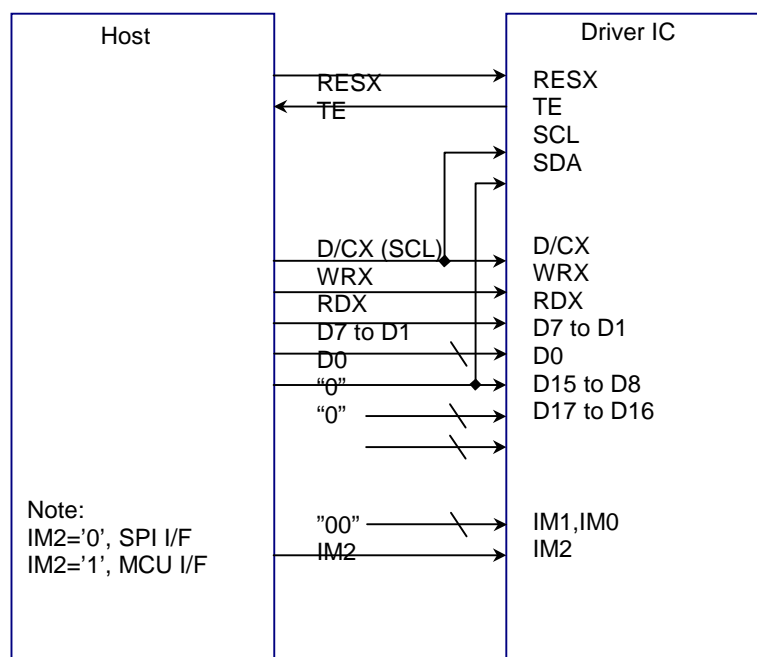 Host
Driver IC
RESX
TE
RESX
TE
SCL
SDA
D/CX (SCL)
WRX
RDX
D7 to D1
D0
“0”
“0”
D/CX
WRX
RDX
D7 to D1
D0
D15 to D8
D17 to D16
Note:
IM2='0', SPI I/F
IM2='1', MCU I/F
”00”
IM2
IM1,IM0
IM2